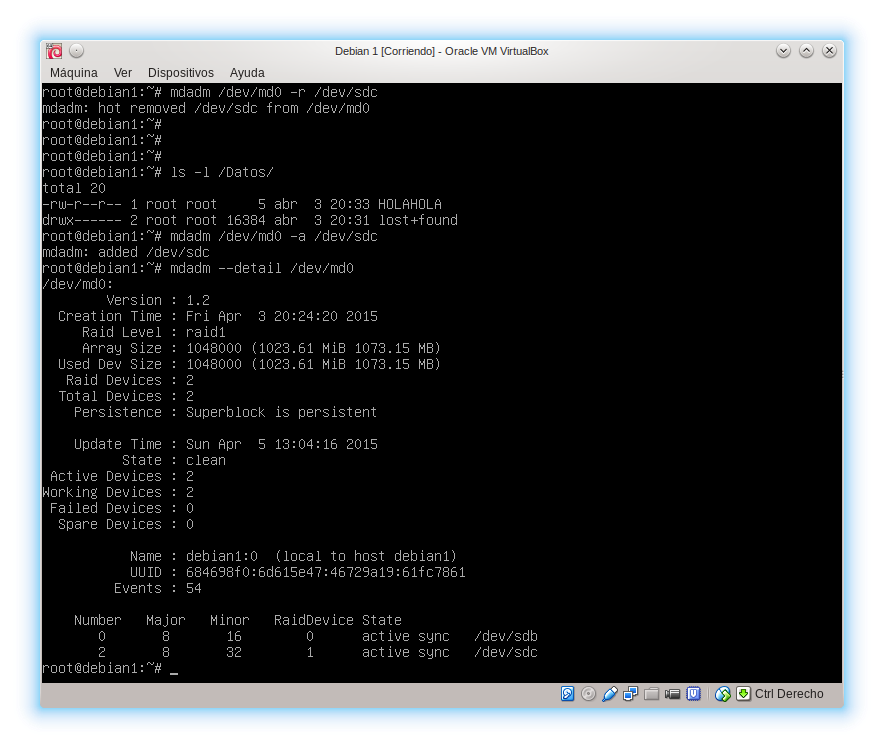 Debian 1 [Corriendo] - Oracle VM VirtualBox
Máquina Ver Dispositivos Ayuda
root@debian1:~# mdadm /dev/md0 -r /dev/sdc
mdadm: hot removed /dev/sdc from /dev/md0
root@debian1:~#
root@debian1:~#
root@debian1:~#
root@debian1:~# ls -l /Datos/
total 20
-rw-r--r-- 1 root root     5 abr  3 20:33 HOLAHOLA
drwx------ 2 root root 16384 abr  3 20:31 lost+found
root@debian1:~# mdadm /dev/md0 -a /dev/sdc
mdadm: added /dev/sdc
root@debian1:~# mdadm --detail /dev/md0
/dev/md0:
        Version : 1.2
  Creation Time : Fri Apr  3 20:24:20 2015
     Raid Level : raid1
     Array Size : 1048000 (1023.61 MiB 1073.15 MB)
  Used Dev Size : 1048000 (1023.61 MiB 1073.15 MB)
   Raid Devices : 2
  Total Devices : 2
    Persistence : Superblock is persistent
    Update Time : Sun Apr  5 13:04:16 2015
          State : clean
 Active Devices : 2
Working Devices : 2
 Failed Devices : 0
  Spare Devices : 0
           Name : debian1:0  (local to host debian1)
           UUID : 684698f0:6d615e47:46729a19:61fc7861
         Events : 54
    Number   Major   Minor   RaidDevice State
       0       8       16        0      active sync   /dev/sdb
       2       8       32        1      active sync   /dev/sdc
root@debian1:~# _
Ctrl Derecho